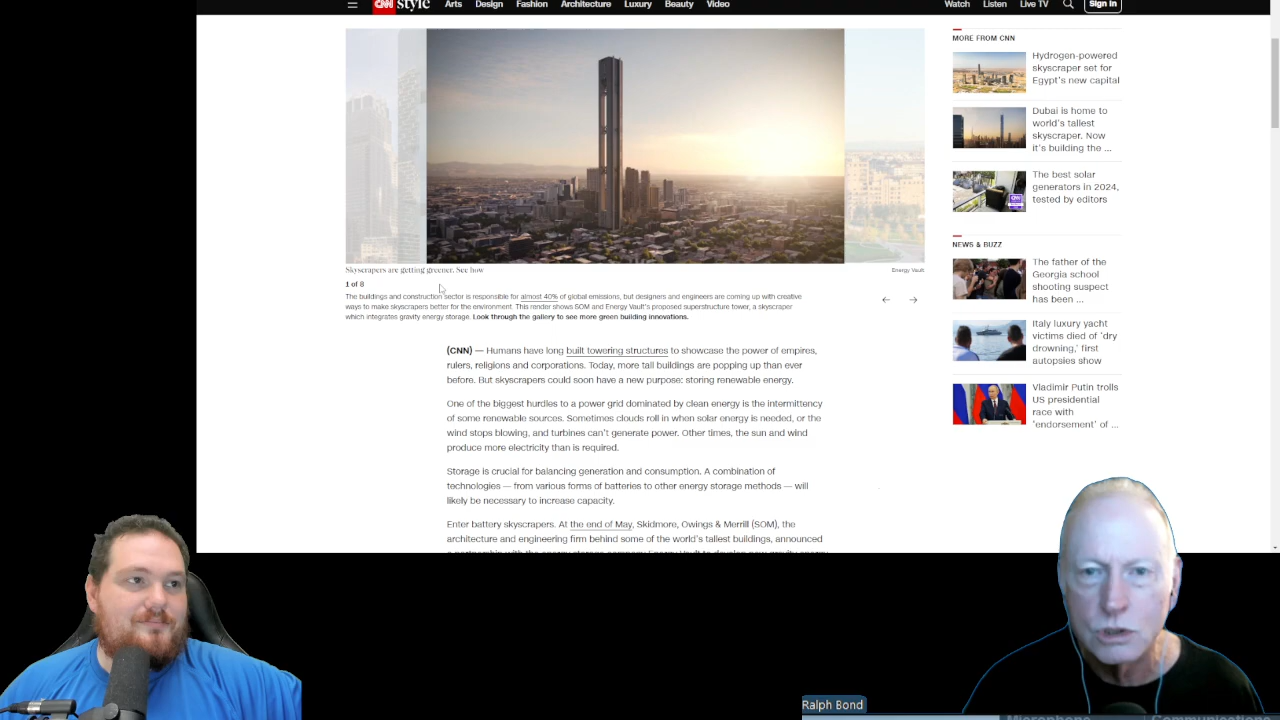 CNN style Arts Design Fashion Architecture Luxury Beauty Video Watch Listen Live TV Sign in
Skyscrapers are getting greener. See how
Energy Vault
1 of 8
The buildings and construction sector is responsible for almost 40% of global emissions, but designers and engineers are coming up with creative
ways to make skyscrapers better for the environment. This render shows SOM and Energy Vault's proposed superstructure tower, a skyscraper
which integrates gravity energy storage. Look through the gallery to see more green building innovations.
(CNN) — Humans have long built towering structures to showcase the power of empires,
rulers, religions and corporations. Today, more tall buildings are popping up than ever
before. But skyscrapers could soon have a new purpose: storing renewable energy.
One of the biggest hurdles to a power grid dominated by clean energy is the intermittency
of some renewable sources. Sometimes clouds roll in when solar energy is needed, or the
wind stops blowing, and turbines can't generate power. Other times, the sun and wind
produce more electricity than is required.
Storage is crucial for balancing generation and consumption. A combination of
technologies — from various forms of batteries to other energy storage methods — will
likely be necessary to increase capacity.
Enter battery skyscrapers. At the end of May, Skidmore, Owings & Merrill (SOM), the
architecture and engineering firm behind some of the world's tallest buildings, announced
a partnership with the energy storage company Energy Vault to develop new gravity energy
MORE FROM CNN
Hydrogen-powered
skyscraper set for
Egypt's new capital
Dubai is home to
world's tallest
skyscraper. Now
it's building the ...
The best solar
generators in 2024,
tested by editors
NEWS & BUZZ
The father of the
Georgia school
shooting suspect
has been ...
Italy luxury yacht
victims died of 'dry
drowning,' first
autopsies show
Vladimir Putin trolls
US presidential
race with
'endorsement' of ...
Ralph Bond